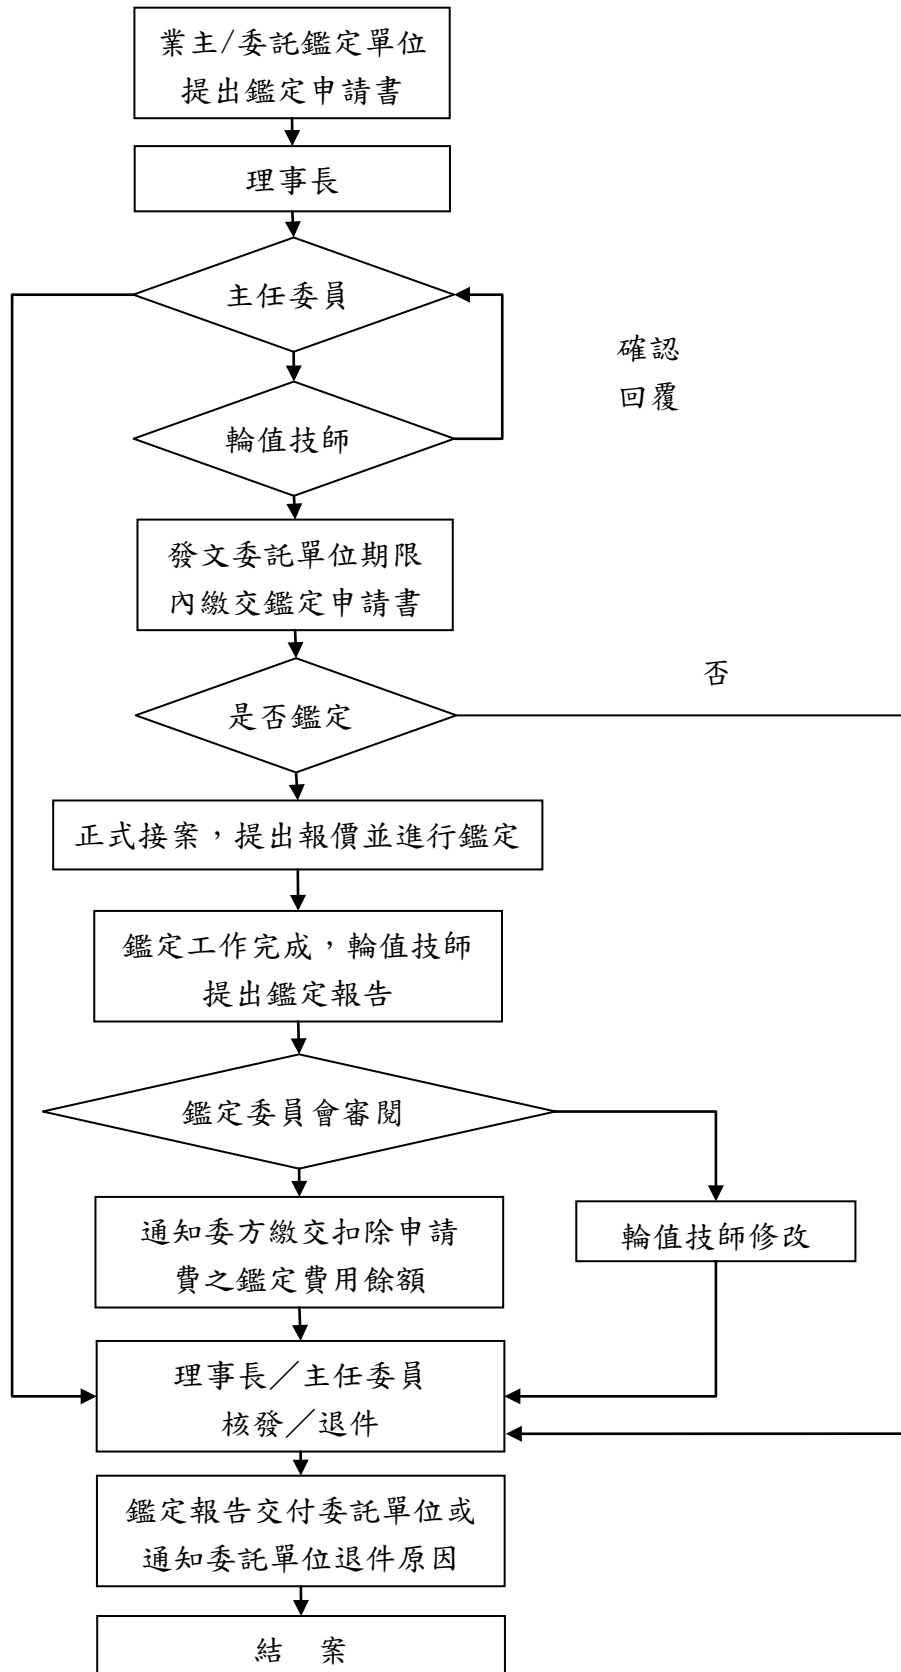 業主/委託鑑定單位
提出鑑定申請書
理事長
主任委員
確認
回覆
輪值技師
發文委託單位期限
內繳交鑑定申請書
否
是否鑑定
正式接案，提出報價並進行鑑定
鑑定工作完成，輪值技師
提出鑑定報告
鑑定委員會審閱
通知委方繳交扣除申請
費之鑑定費用餘額
輪值技師修改
理事長／主任委員
核發／退件
鑑定報告交付委託單位或
通知委託單位退件原因
結　案